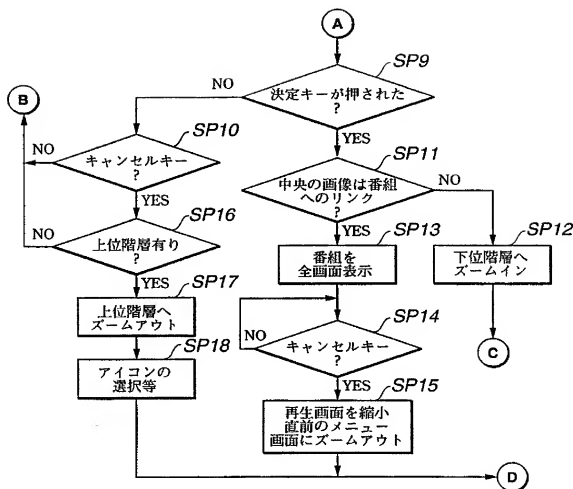 A
SP9
決定キーが押された
?
NO
YES
B
SP10
キャンセルキー
?
NO
YES
SP11
中央の画像は番組
へのリンク
?
NO
YES
SP16
上位階層有り
?
NO
YES
SP13
番組を
全画面表示
SP12
下位階層へ
ズームイン
C
SP17
上位階層へ
ズームアウト
SP14
キャンセルキー
?
NO
YES
SP18
アイコンの
選択等
SP15
再生画面を縮小
直前のメニュー
画面にズームアウト
D